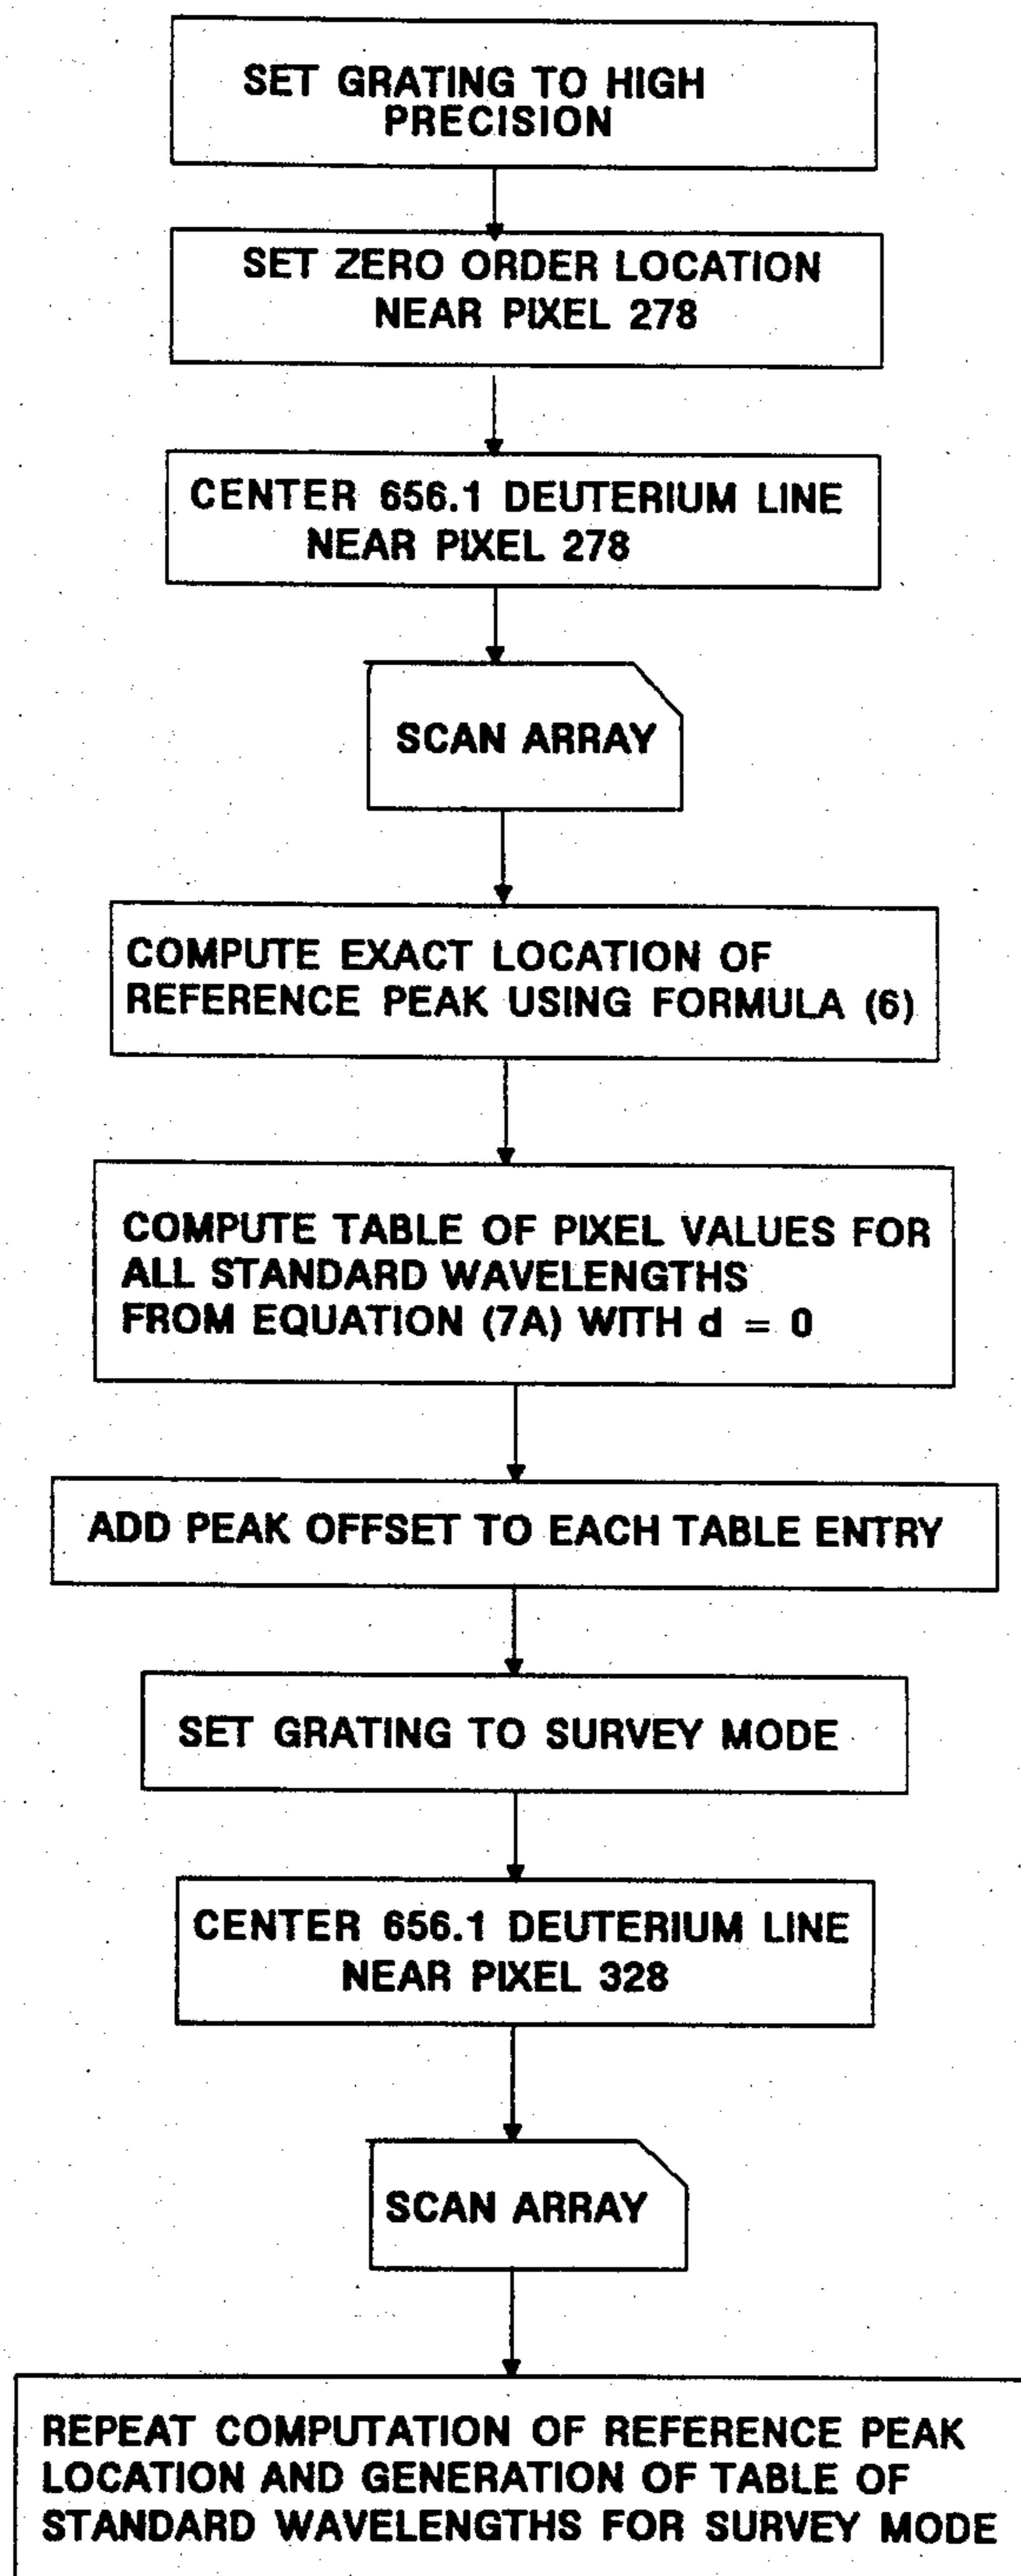 SET GRATING TO HIGH
PRECISION
SET ZERO ORDER LOCATION
NEAR PIXEL 278
CENTER 656.1 DEUTERIUM LINE
NEAR PIXEL 278
SCAN ARRAY
COMPUTE EXACT LOCATION OF
REFERENCE PEAK USING FORMULA (6)
COMPUTE TABLE OF PIXEL VALUES FOR
ALL STANDARD WAVELENGTHS
FROM EQUATION (7A) WITH d = 0
ADD PEAK OFFSET TO EACH TABLE ENTRY
SET GRATING TO SURVEY MODE
CENTER 656.1 DEUTERIUM LINE
NEAR PIXEL 328
SCAN ARRAY
REPEAT COMPUTATION OF REFERENCE PEAK
LOCATION AND GENERATION OF TABLE OF
STANDARD WAVELENGTHS FOR SURVEY MODE